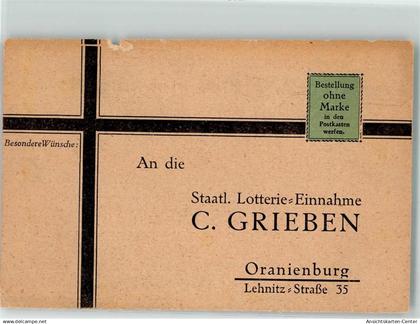 Bestellung
ohne
Marke
in den
Postkasten
werfen.
Besondere Wünsche:
An die
Staatl. Lotterie-Einnahme
C. GRIEBEN
Oranienburg
Lehnitz-Straße 35
akpool.de
Ansichtskarten-Center